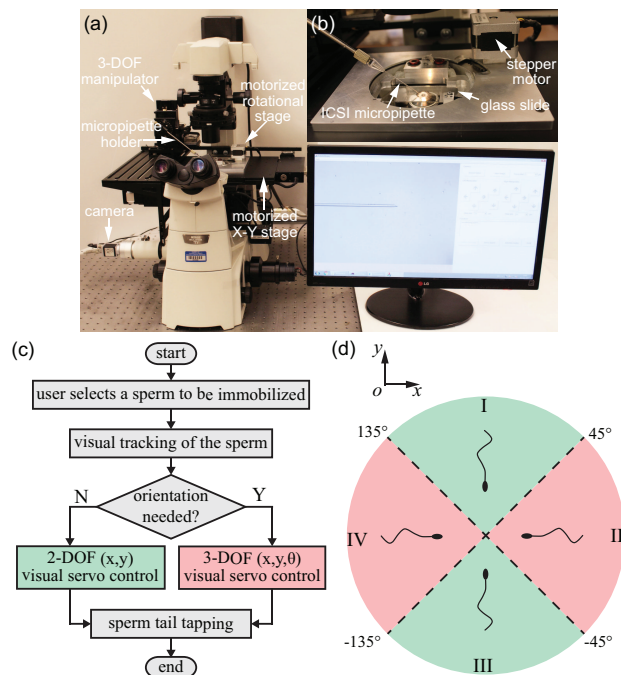 (a)
3-DOF
manipulator
micropipette
holder
camera
motorized
rotational
stage
motorized
X-Y stage
(b)
stepper
motor
glass slide
ICSI micropipette
LG
(c)
start
user selects a sperm to be immobilized
visual tracking of the sperm
orientation
needed?
N
Y
2-DOF (x,y)
visual servo control
3-DOF (x,y,θ)
visual servo control
sperm tail tapping
end
(d)
y
o
x
I
135°
45°
IV
II
-135°
-45°
III